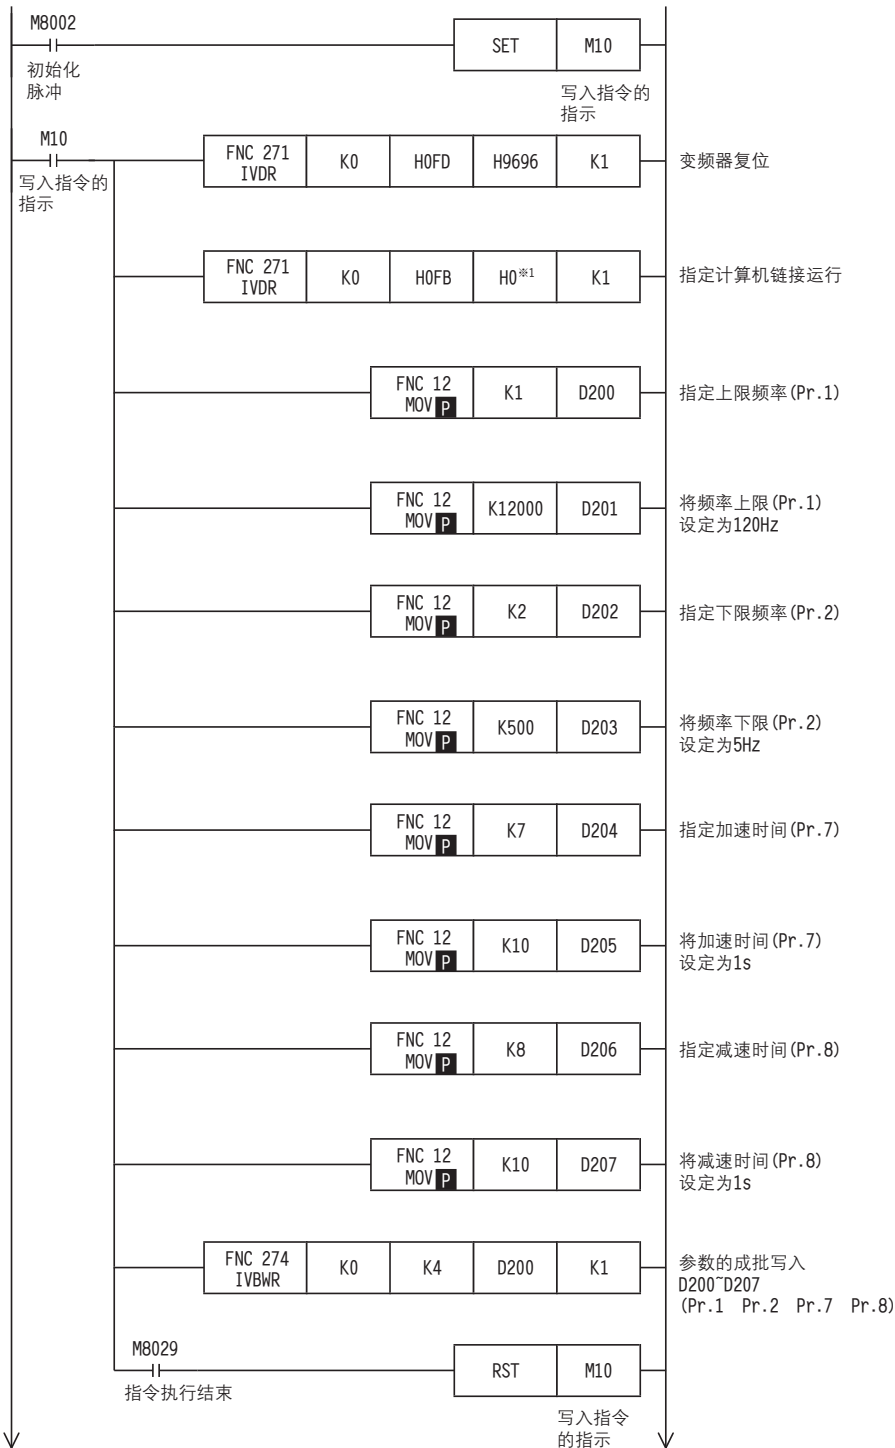 M8002
SET M10
初始化
脉冲
写入指令的
指示
M10
FNC 271
IVDR K0 H0FD H9696 K1 变频器复位
写入指令的
指示
FNC 271
IVDR K0 H0FB H0※1 K1 指定计算机链接运行
FNC 12
MOV P K1 D200 指定上限频率(Pr.1)
FNC 12
MOV P K12000 D201 将频率上限(Pr.1)
设定为120Hz
FNC 12
MOV P K2 D202 指定下限频率(Pr.2)
FNC 12
MOV P K500 D203 将频率下限(Pr.2)
设定为5Hz
FNC 12
MOV P K7 D204 指定加速时间(Pr.7)
FNC 12
MOV P K10 D205 将加速时间(Pr.7)
设定为1s
FNC 12
MOV P K8 D206 指定减速时间(Pr.8)
FNC 12
MOV P K10 D207 将减速时间(Pr.8)
设定为1s
FNC 274
IVBWR K0 K4 D200 K1 参数的成批写入
D200~D207
(Pr.1 Pr.2 Pr.7 Pr.8)
M8029
RST M10
指令执行结束
写入指令
的指示